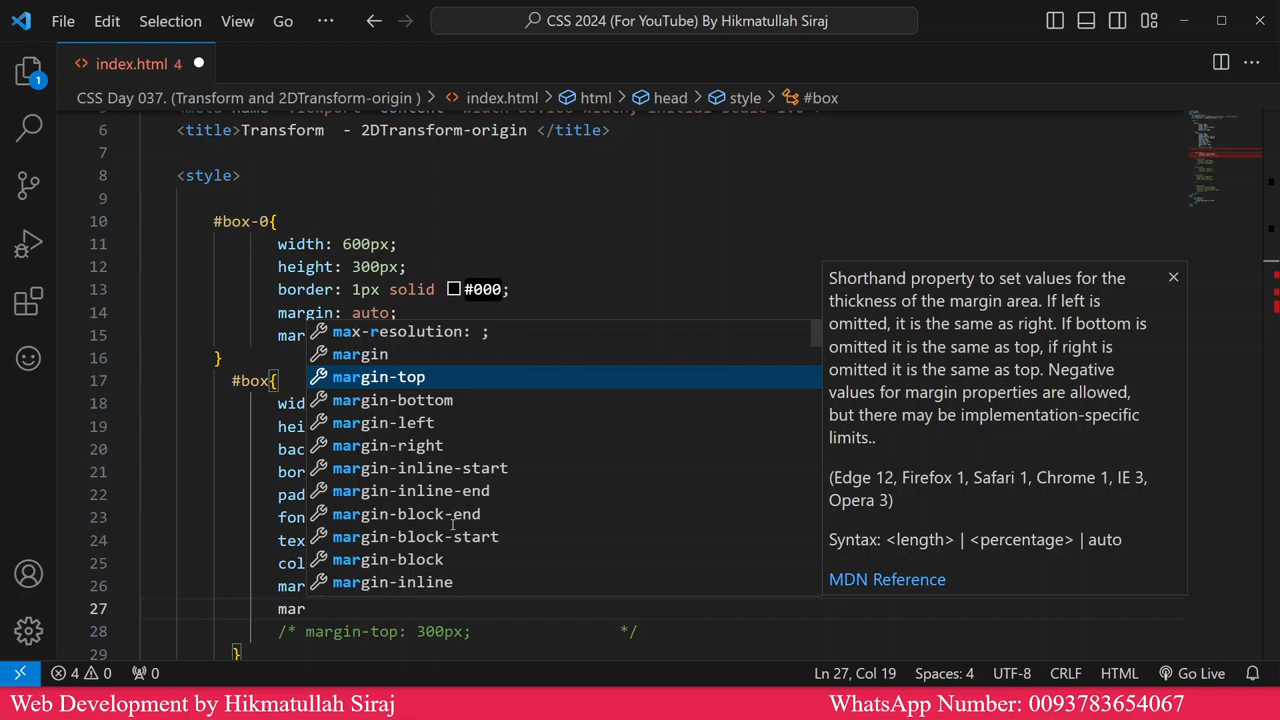 File Edit Selection View Go ··· CSS 2024 (For YouTube) By Hikmatullah Siraj
1
index.html 4
CSS Day 037. (Transform and 2DTransform-origin ) > index.html > html > head > style > #box
6 <title>Transform - 2DTransform-origin </title>
7
8 <style>
9
10 #box-0{
11 width: 600px;
12 height: 300px;
13 border: 1px solid #000;
14 margin: auto;
15 mar
16 }
17 #box{
18 wid
19 hei
20 bac
21 bor
22 pad
23 fon
24 tex
25 col
26 mar
27 mar
28 /* margin-top: 300px; */
29 }
max-resolution: ;
margin
margin-top
margin-bottom
margin-left
margin-right
margin-inline-start
margin-inline-end
margin-block-end
margin-block-start
margin-block
margin-inline
Shorthand property to set values for the
thickness of the margin area. If left is
omitted, it is the same as right. If bottom is
omitted it is the same as top, if right is
omitted it is the same as top. Negative
values for margin properties are allowed,
but there may be implementation-specific
limits..
(Edge 12, Firefox 1, Safari 1, Chrome 1, IE 3,
Opera 3)
Syntax: <length> | <percentage> | auto
MDN Reference
4 0 0 Ln 27, Col 19 Spaces: 4 UTF-8 CRLF HTML Go Live
Web Development by Hikmatullah Siraj WhatsApp Number: 0093783654067